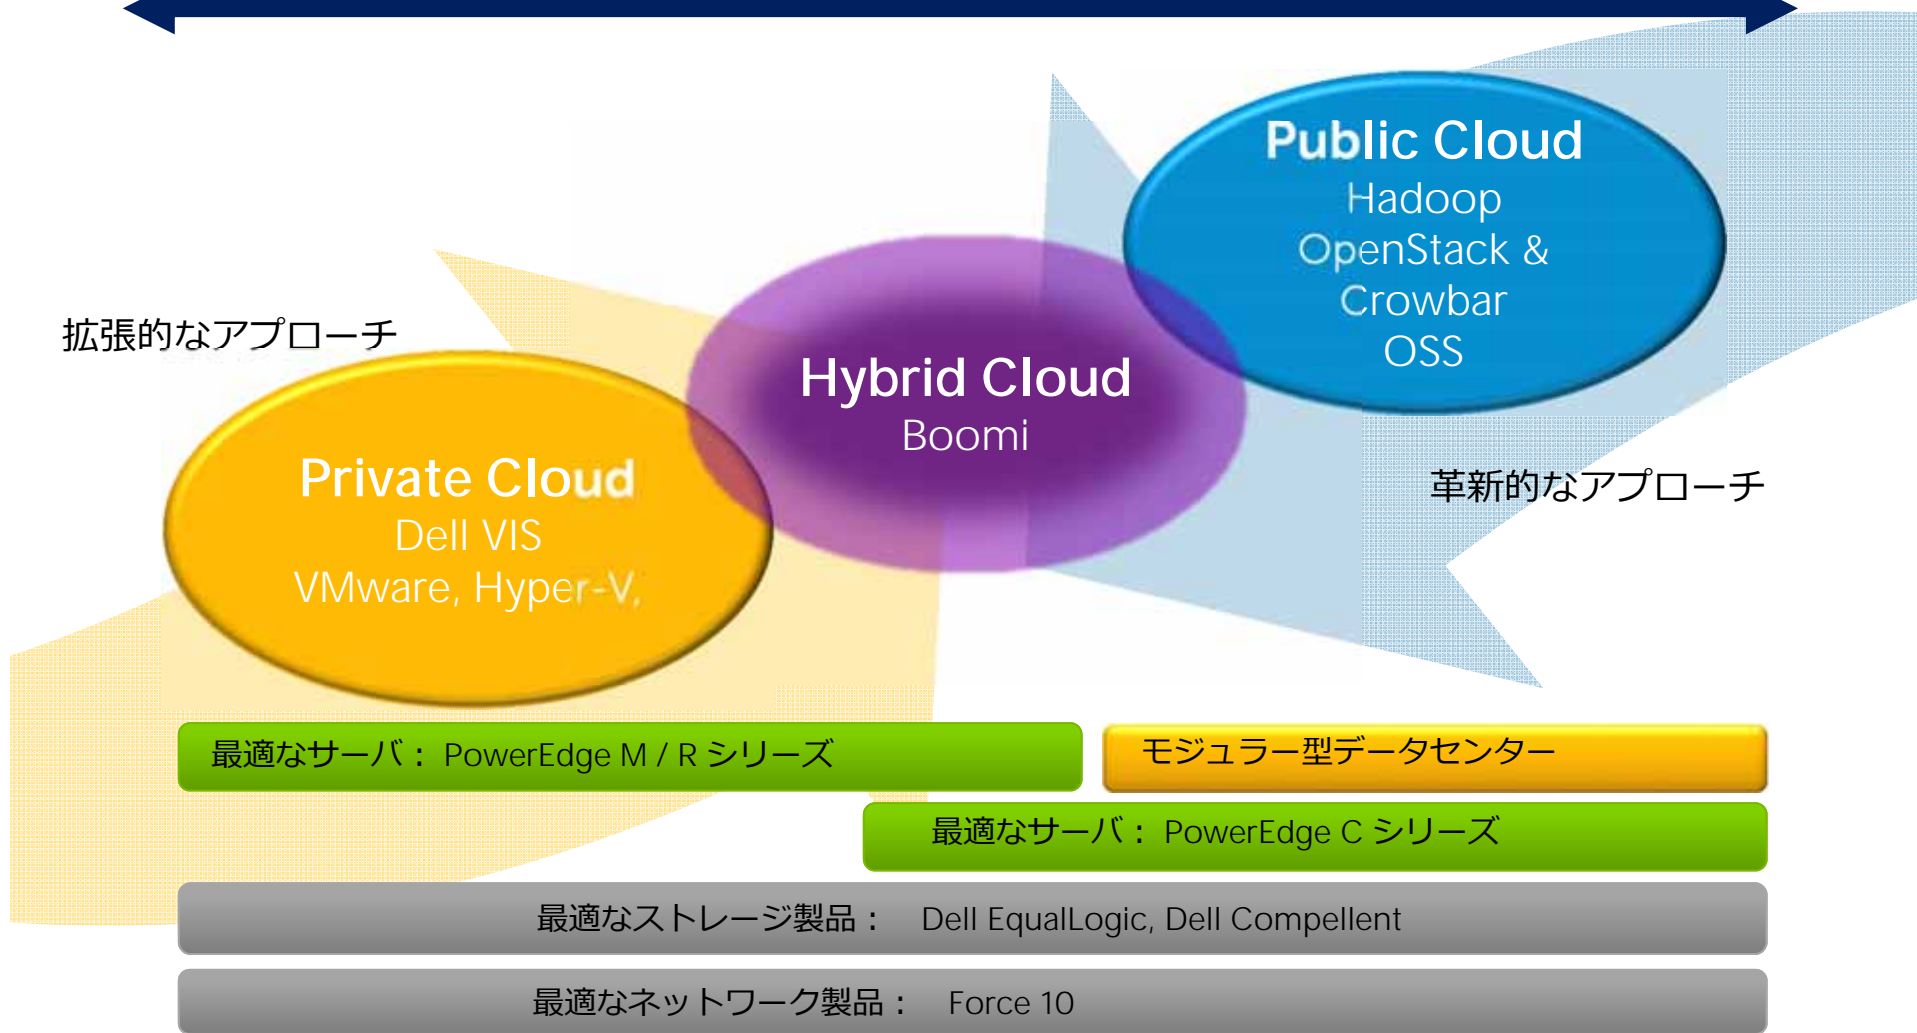 Public Cloud
Hadoop
OpenStack &
Crowbar
OSS
拡張的なアプローチ
Hybrid Cloud
Boomi
Private Cloud
Dell VIS
VMware, Hyper-V,
革新的なアプローチ
最適なサーバ： PowerEdge M / R シリーズ
モジュラー型データセンター
最適なサーバ： PowerEdge C シリーズ
最適なストレージ製品： Dell EqualLogic, Dell Compellent
最適なネットワーク製品： Force 10